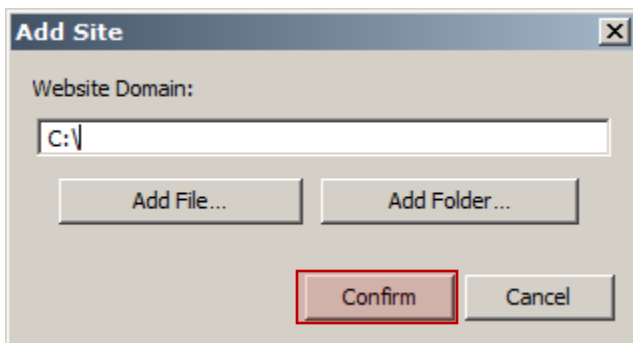 Add Site
Website Domain:
C:\
Add File... Add Folder...
Confirm Cancel